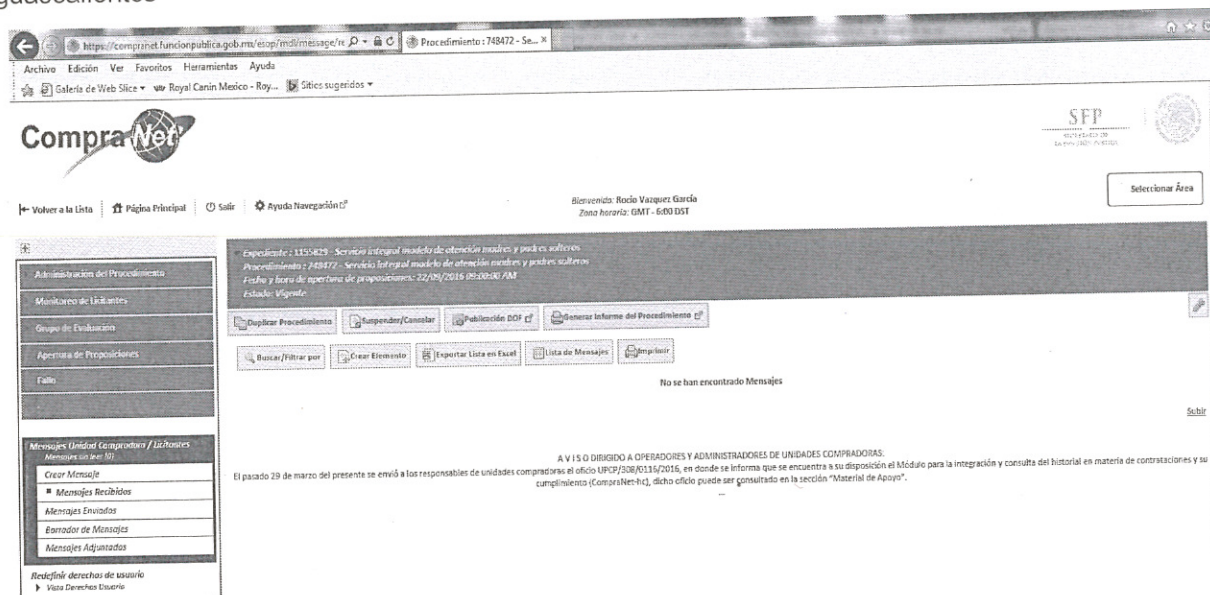 guascalientes
https://compranet.funcionpublica.gob.mx/esop/mdl/message/re
Procedimiento : 748472 - Se... ×
Archivo Edición Ver Favoritos Herramientas Ayuda
Galería de Web Slice ▾ Royal Canin Mexico - Roy... Sitios sugeridos ▾
CompraNet
SFP
Seleccionar Área
Volver a la Lista Página Principal Salir Ayuda Navegación
Bienvenido: Rocio Vazquez García
Zona horaria: GMT - 6:00 DST
Expediente : 1155829 - Servicio integral modelo de atención madres y padres solteros
Procedimiento : 748472 - Servicio integral modelo de atención madres y padres solteros
Fecha y hora de apertura de proposiciones: 22/09/2016 09:00:00 AM
Estado: Vigente
Administración del Procedimiento
Monitoreo de Licitantes
Grupo de Evaluación
Apertura de Proposiciones
Fallo
Duplicar Procedimiento Suspender/Cancelar Publicación DOF Generar Informe del Procedimiento
Buscar/Filtrar por Crear Elemento Exportar Lista en Excel Lista de Mensajes Imprimir
No se han encontrado Mensajes
Subir
Mensajes Unidad Compradora / Licitantes
Mensajes sin leer (0)
Crear Mensaje
Mensajes Recibidos
Mensajes Enviados
Borrador de Mensajes
Mensajes Adjuntados
A V I S O DIRIGIDO A OPERADORES Y ADMINISTRADORES DE UNIDADES COMPRADORAS:
El pasado 29 de marzo del presente se envió a los responsables de unidades compradoras el oficio UPCP/308/0116/2016, en donde se informa que se encuentra a su disposición el Módulo para la integración y consulta del historial en materia de contrataciones y su
cumplimiento (CompraNet-hc), dicho oficio puede ser consultado en la sección "Material de Apoyo".
Redefinir derechos de usuario
Vista Derechos Usuario